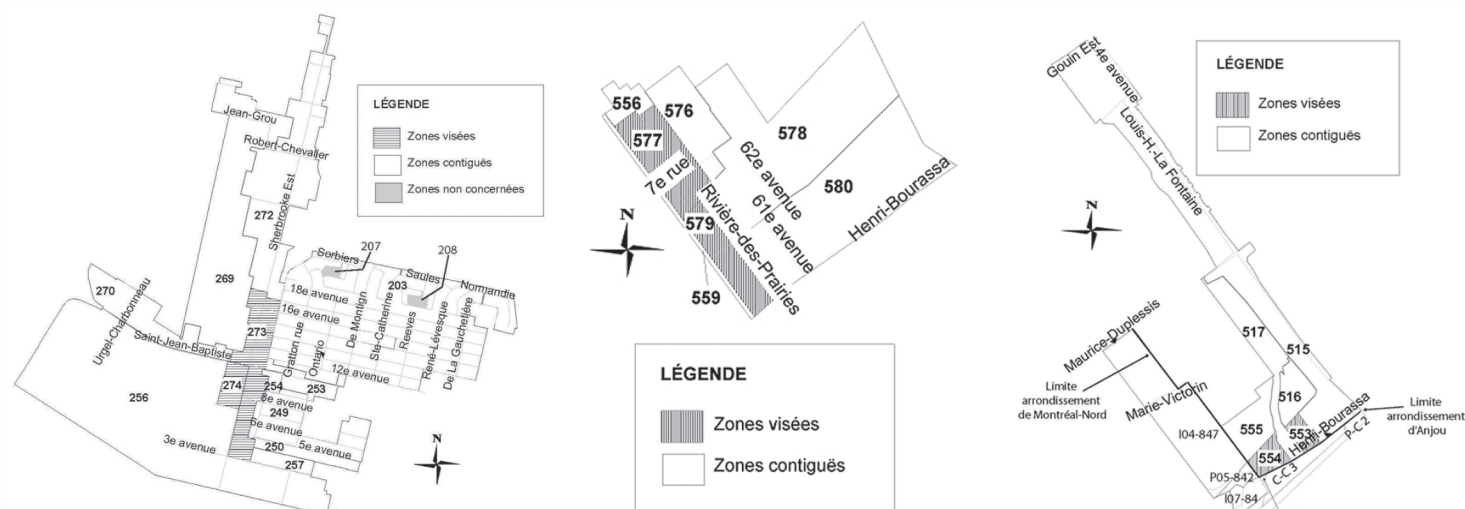 Jean-Grou
Robert-Chevalier
Sherbrooke Est
272
269
270
Urgel-Charbonneau
Saint-Jean-Baptiste
273
274
256
3e avenue
Sorbiers
207
208
Saules
Normandie
203
18e avenue
16e avenue
12e avenue
Gratton rue
Ontario
De Montigny
Ste-Catherine
Reeves
René-Lévesque
De La Gauchetière
254
253
8e avenue
249
6e avenue
5e avenue
250
257
N
LÉGENDE
Zones visées
Zones contiguës
Zones non concernées
556
576
577
578
7e rue
62e avenue
61e avenue
580
Rivière-des-Prairies
Henri-Bourassa
579
559
N
LÉGENDE
Zones visées
Zones contiguës
Gouin Est
54e avenue
Louis-H.-La Fontaine
LÉGENDE
Zones visées
Zones contiguës
N
517
515
516
Maurice-Duplessis
Limite
arrondissement
de Montréal-Nord
Marie-Victorin
I04-847
555
553
554
Henri-Bourassa
Limite
arrondissement
d'Anjou
P-C 2
C-C 3
P05-842
I07-84